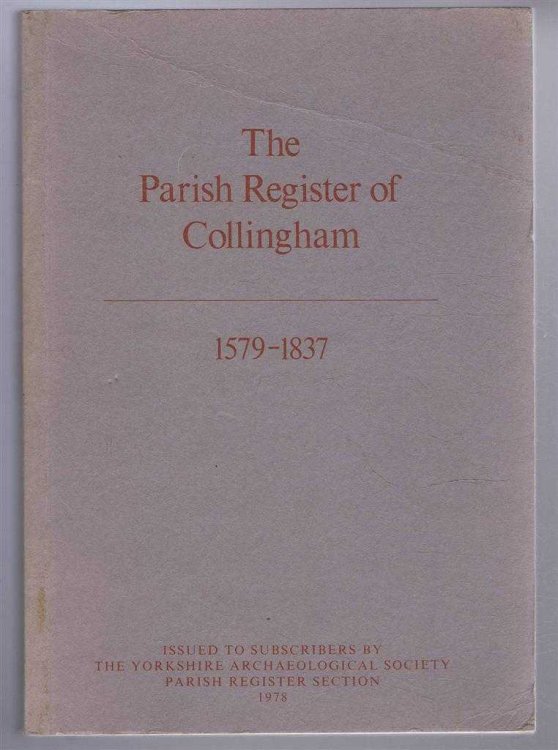 The
Parish Register of
Collingham
1579-1837
ISSUED TO SUBSCRIBERS BY
THE YORKSHIRE ARCHAEOLOGICAL SOCIETY
PARISH REGISTER SECTION
1978